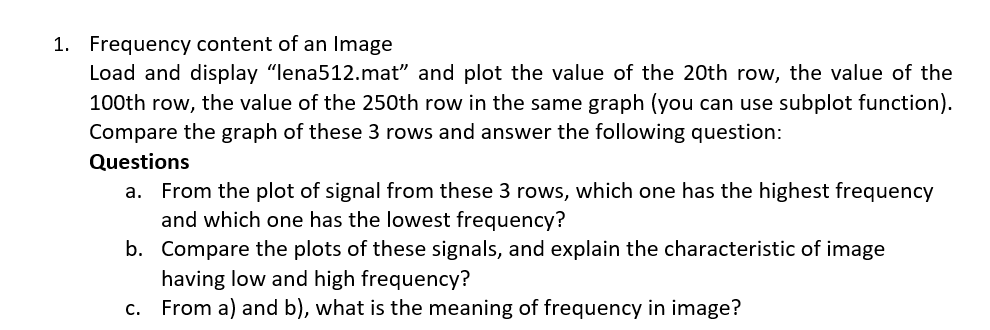 1. Frequency content of an Image
Load and display “lena512.mat” and plot the value of the 20th row, the value of the
100th row, the value of the 250th row in the same graph (you can use subplot function).
Compare the graph of these 3 rows and answer the following question:
Questions
a. From the plot of signal from these 3 rows, which one has the highest frequency
and which one has the lowest frequency?
b. Compare the plots of these signals, and explain the characteristic of image
having low and high frequency?
c. From a) and b), what is the meaning of frequency in image?